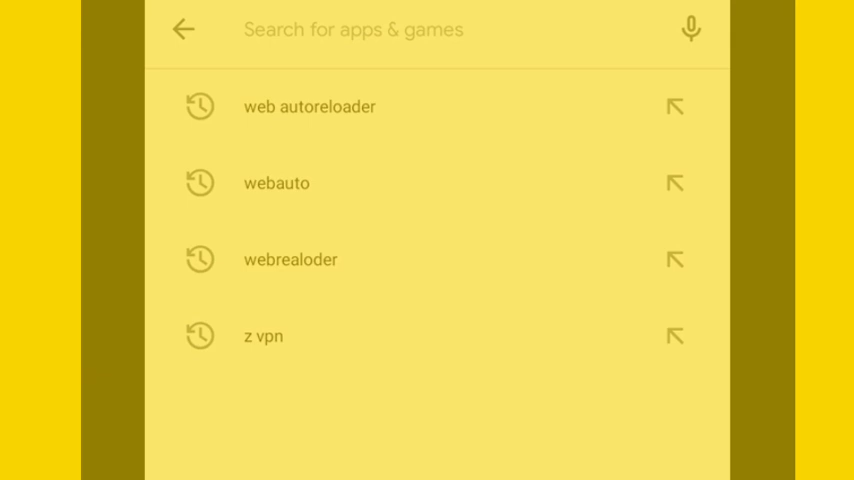 Search for apps & games
web autoreloader
webauto
webrealoder
z vpn